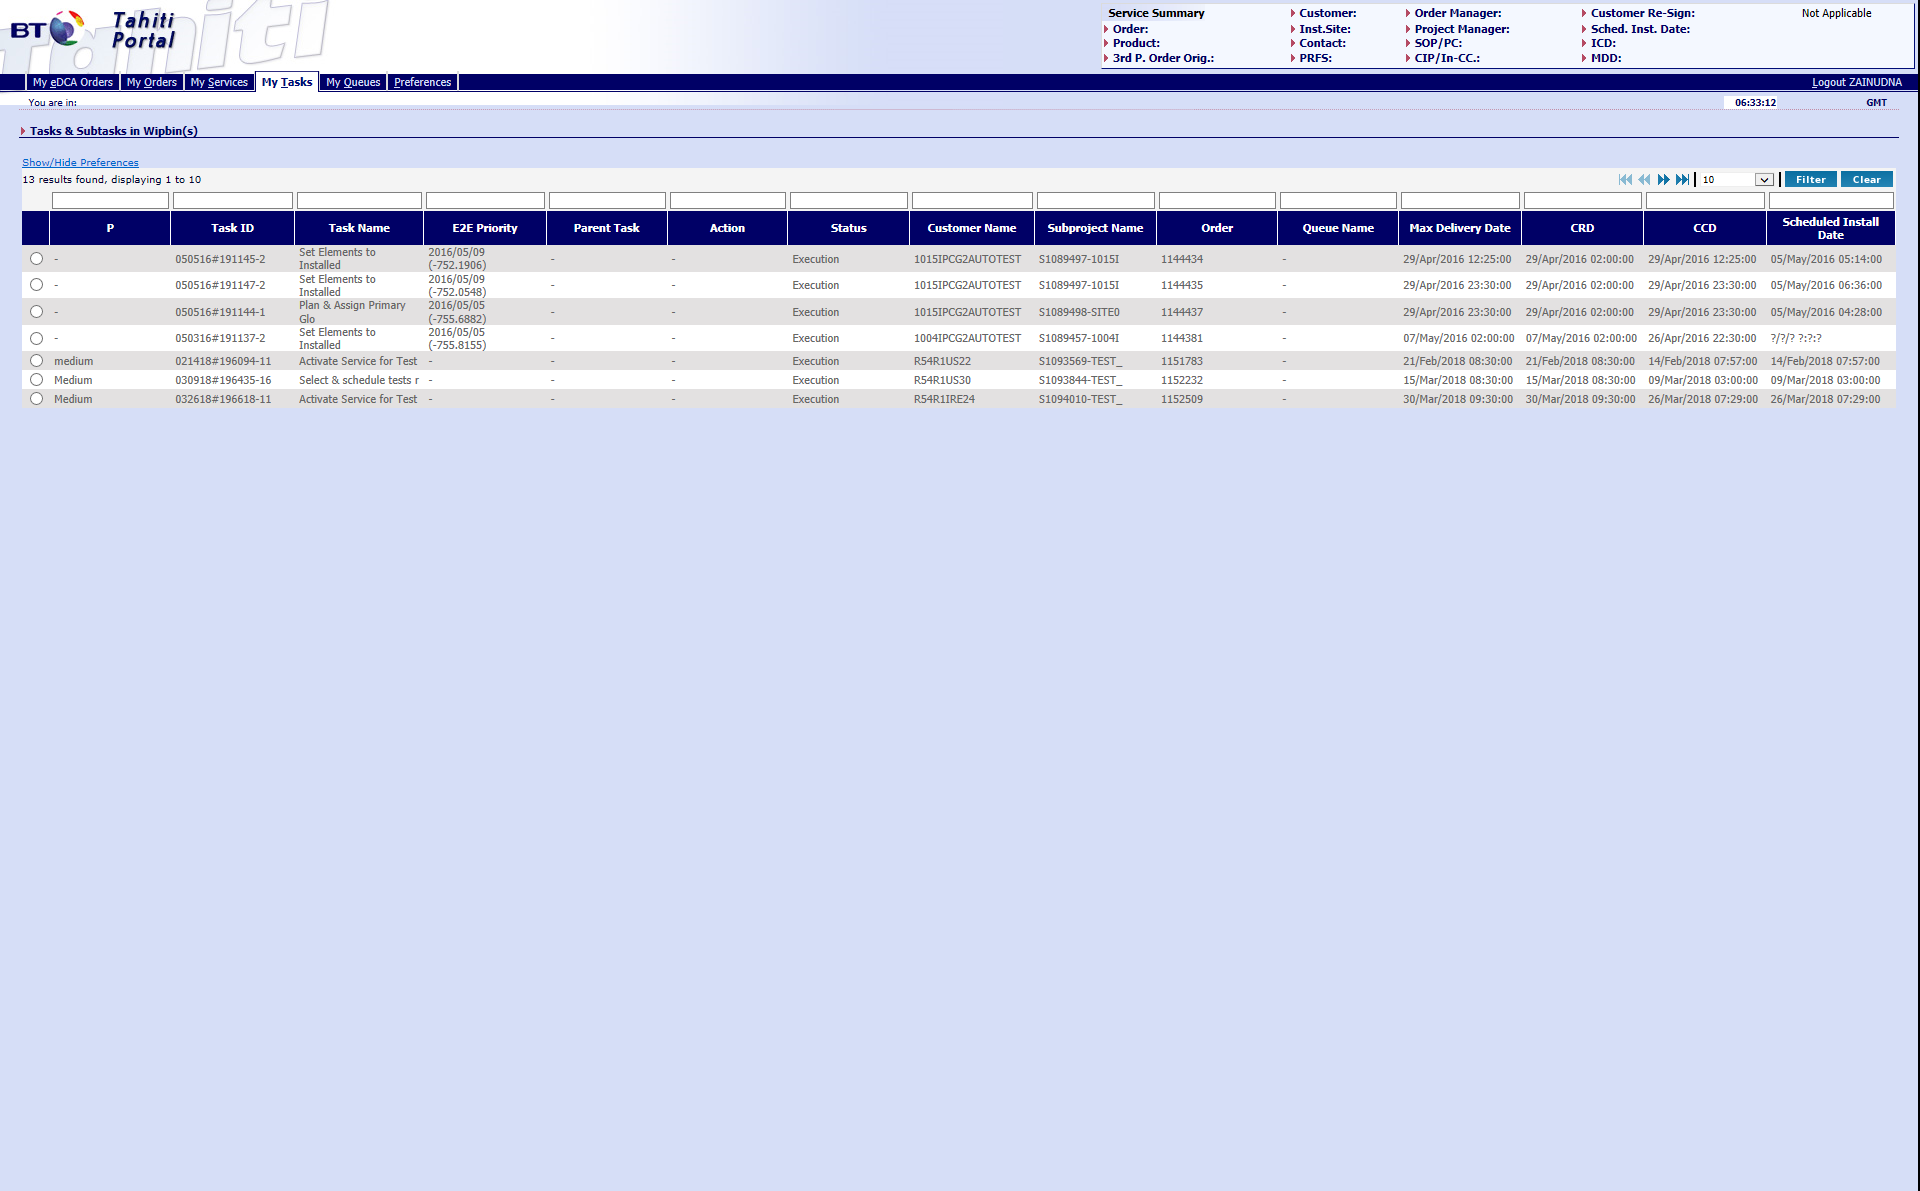 BT Tahiti Portal
Service Summary
Order:
Product:
3rd P. Order Orig.:
Customer:
Inst.Site:
Contact:
PRFS:
Order Manager:
Project Manager:
SOP/PC:
CIP/In-CC.:
Customer Re-Sign: Not Applicable
Sched. Inst. Date:
ICD:
MDD:
My eDCA Orders My Orders My Services My Tasks My Queues Preferences Logout ZAINUDNA
You are in: 06:33:12 GMT
Tasks & Subtasks in Wipbin(s)
Show/Hide Preferences
13 results found, displaying 1 to 10 10 Filter Clear
P Task ID Task Name E2E Priority Parent Task Action Status Customer Name Subproject Name Order Queue Name Max Delivery Date CRD CCD Scheduled Install Date
- 050516#191145-2 Set Elements to Installed 2016/05/09 (-752.1906) - - Execution 1015IPCG2AUTOTEST S1089497-1015I 1144434 - 29/Apr/2016 12:25:00 29/Apr/2016 02:00:00 29/Apr/2016 12:25:00 05/May/2016 05:14:00
- 050516#191147-2 Set Elements to Installed 2016/05/09 (-752.0548) - - Execution 1015IPCG2AUTOTEST S1089497-1015I 1144435 - 29/Apr/2016 23:30:00 29/Apr/2016 02:00:00 29/Apr/2016 23:30:00 05/May/2016 06:36:00
- 050516#191144-1 Plan & Assign Primary Glo 2016/05/05 (-755.6882) - - Execution 1015IPCG2AUTOTEST S1089498-SITE0 1144437 - 29/Apr/2016 23:30:00 29/Apr/2016 02:00:00 29/Apr/2016 23:30:00 05/May/2016 04:28:00
- 050316#191137-2 Set Elements to Installed 2016/05/05 (-755.8155) - - Execution 1004IPCG2AUTOTEST S1089457-1004I 1144381 - 07/May/2016 02:00:00 07/May/2016 02:00:00 26/Apr/2016 22:30:00 ?/?/? ?:?:?
medium 021418#196094-11 Activate Service for Test - - - Execution R54R1US22 S1093569-TEST_ 1151783 - 21/Feb/2018 08:30:00 21/Feb/2018 08:30:00 14/Feb/2018 07:57:00 14/Feb/2018 07:57:00
Medium 030918#196435-16 Select & schedule tests r - - - Execution R54R1US30 S1093844-TEST_ 1152232 - 15/Mar/2018 08:30:00 15/Mar/2018 08:30:00 09/Mar/2018 03:00:00 09/Mar/2018 03:00:00
Medium 032618#196618-11 Activate Service for Test - - - Execution R54R1IRE24 S1094010-TEST_ 1152509 - 30/Mar/2018 09:30:00 30/Mar/2018 09:30:00 26/Mar/2018 07:29:00 26/Mar/2018 07:29:00